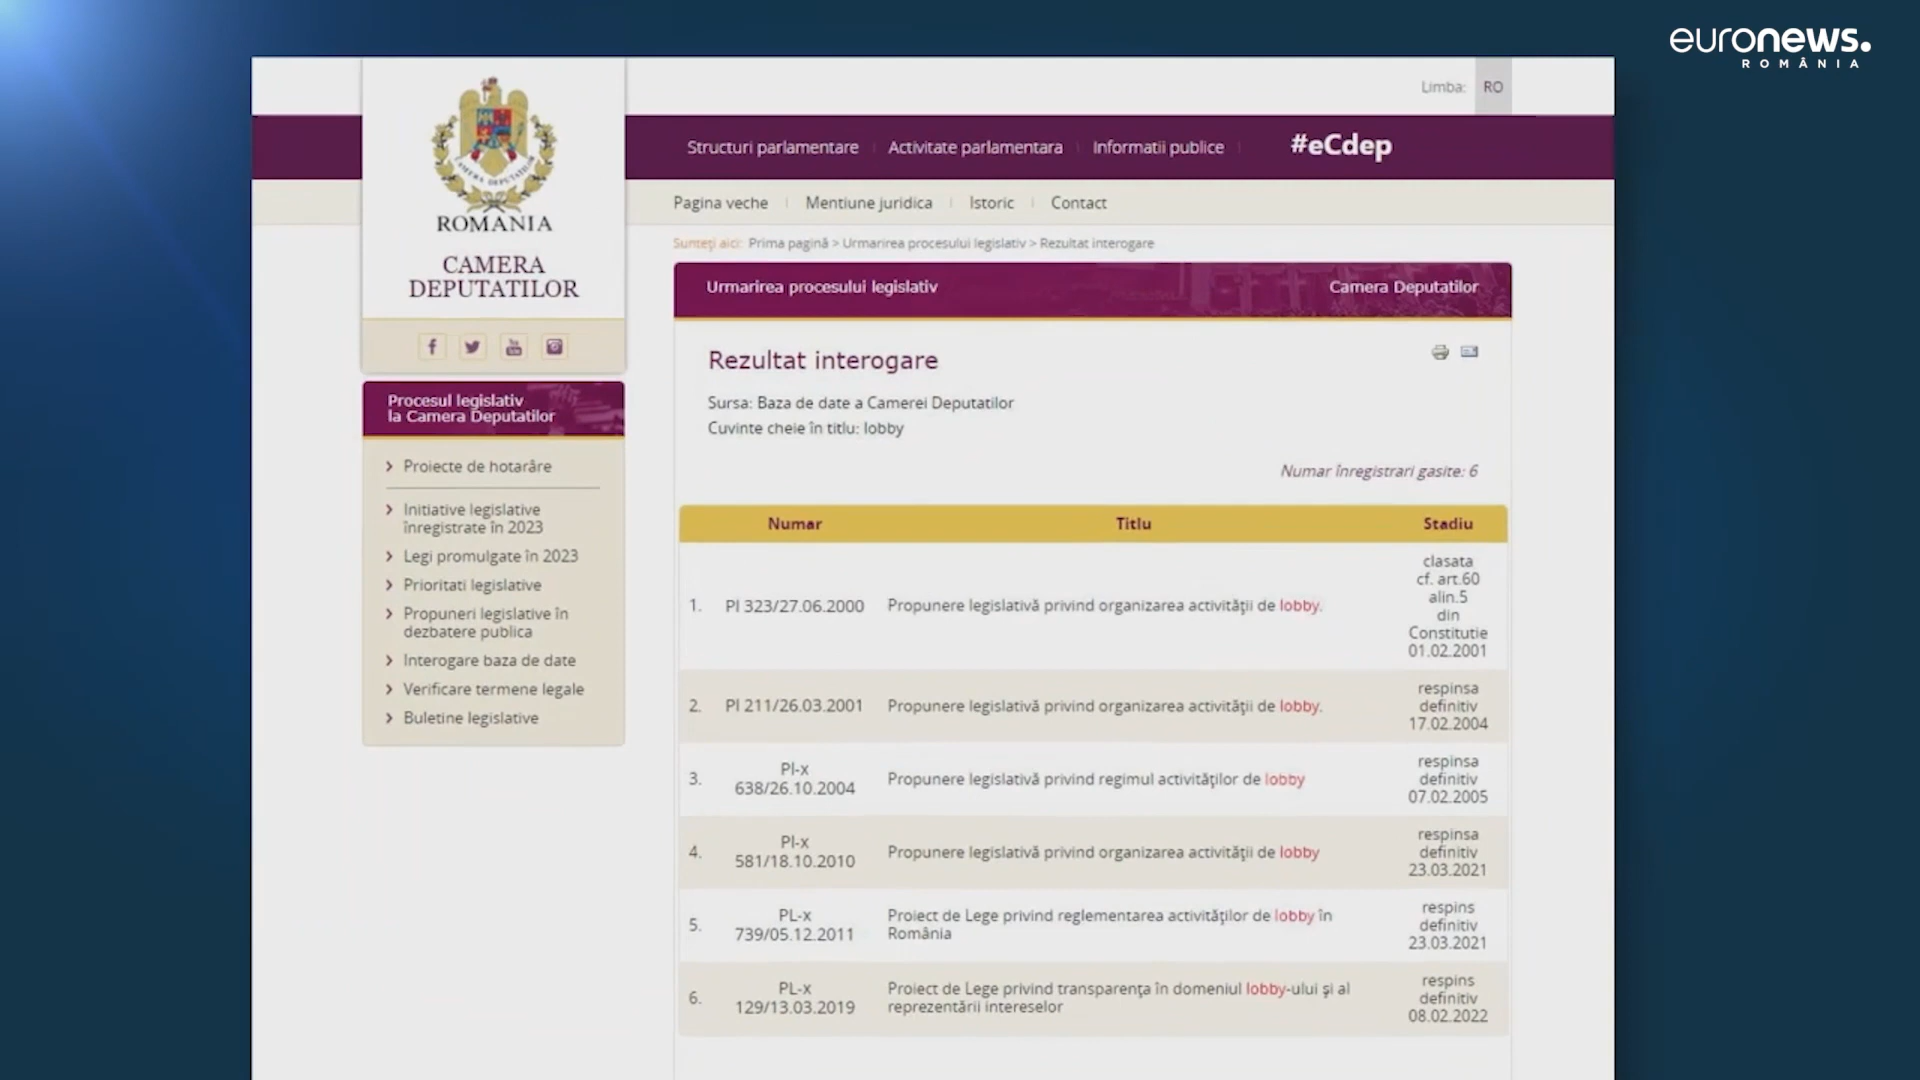 euronews.
ROMÂNIA
Limba: RO
Structuri parlamentare
Activitate parlamentara
Informatii publice
#eCdep
CAMERA DEPUTATILOR
ROMANIA
CAMERA
DEPUTATILOR
Pagina veche
Mentiune juridica
Istoric
Contact
Sunteți aici: Prima pagină > Urmarirea procesului legislativ > Rezultat interogare
Procesul legislativ
la Camera Deputatilor
Proiecte de hotarâre
Initiative legislative
înregistrate în 2023
Legi promulgate în 2023
Prioritati legislative
Propuneri legislative în
dezbatere publica
Interogare baza de date
Verificare termene legale
Buletine legislative
Urmarirea procesului legislativ
Camera Deputatilor
Rezultat interogare
Sursa: Baza de date a Camerei Deputatilor
Cuvinte cheie în titlu: lobby
Numar înregistrari gasite: 6
Numar Titlu Stadiu
1. Pl 323/27.06.2000 Propunere legislativă privind organizarea activităţii de lobby.
clasata
cf. art.60
alin.5
din
Constitutie
01.02.2001
2. Pl 211/26.03.2001 Propunere legislativă privind organizarea activităţii de lobby.
respinsa
definitiv
17.02.2004
3. Pl-x
638/26.10.2004
Propunere legislativă privind regimul activităţilor de lobby
respinsa
definitiv
07.02.2005
4. Pl-x
581/18.10.2010
Propunere legislativă privind organizarea activităţii de lobby
respinsa
definitiv
23.03.2021
5. PL-x
739/05.12.2011
Proiect de Lege privind reglementarea activităţilor de lobby în
România
respins
definitiv
23.03.2021
6. PL-x
129/13.03.2019
Proiect de Lege privind transparenţa în domeniul lobby-ului şi al
reprezentării intereselor
respins
definitiv
08.02.2022